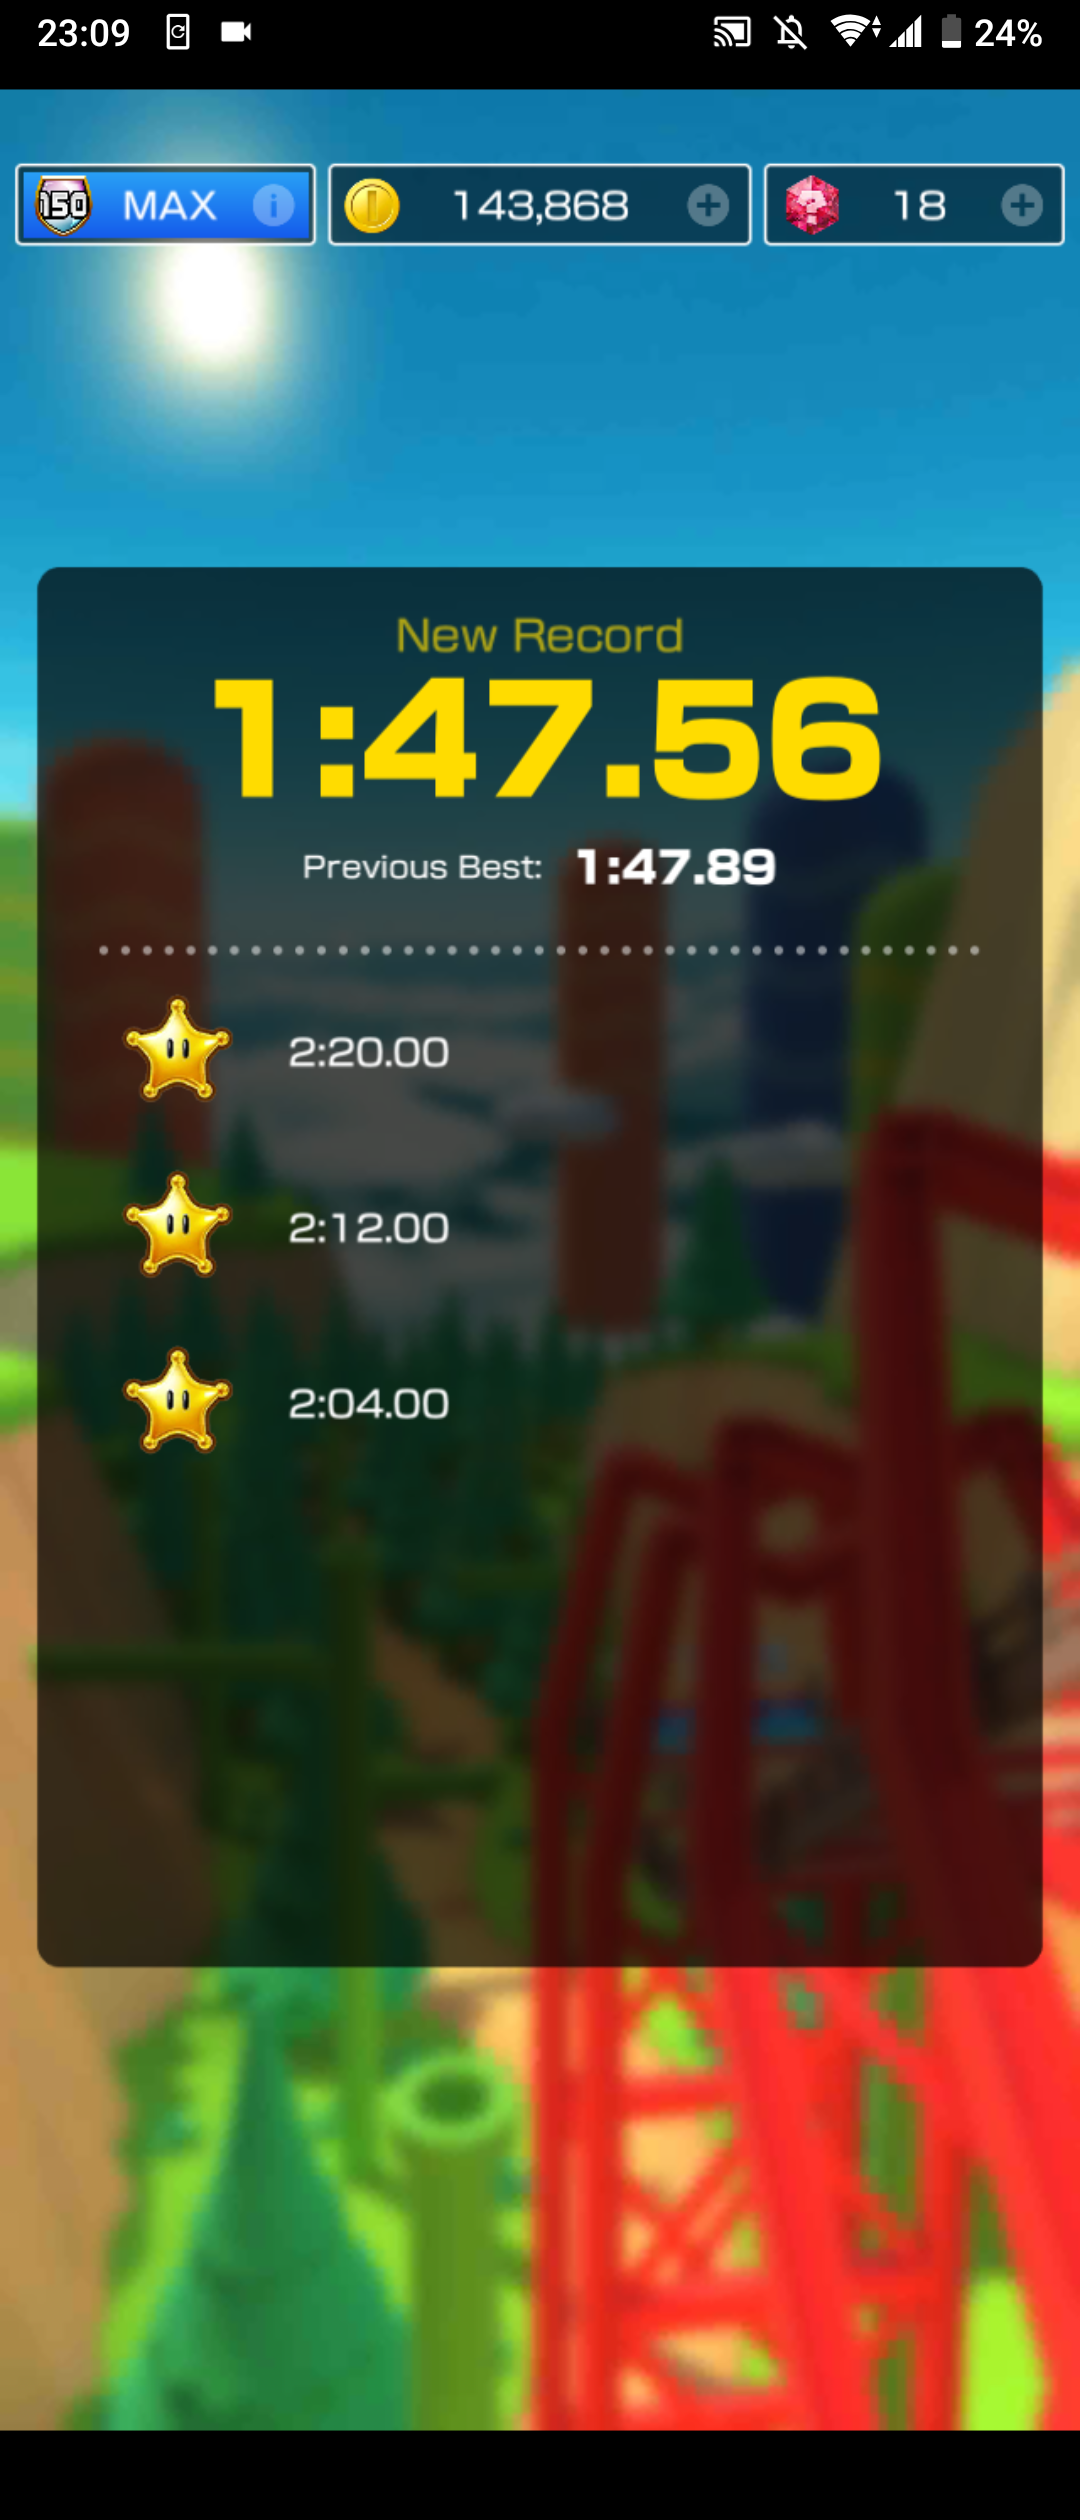 23:09 24%
150 MAX i 143,868 + ? 18 +
New Record
1:47.56
Previous Best: 1:47.89
2:20.00
2:12.00
2:04.00